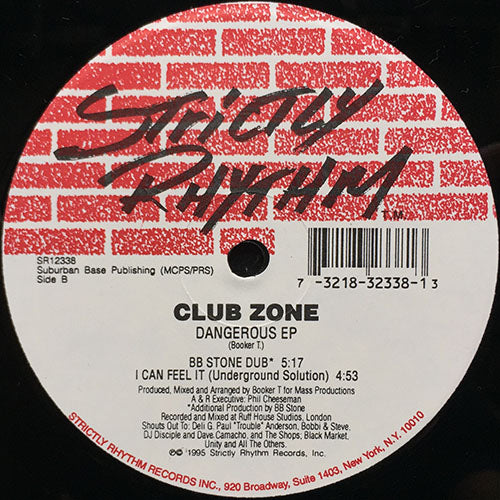 STRICTLY
RHYTHM
T.M.
SR12338
Suburban Base Publishing (MCPS/PRS)
Side B
7 -3218-32338-1 3
CLUB ZONE
DANGEROUS EP
(Booker T.)
BB STONE DUB* 5:17
I CAN FEEL IT (Underground Solution) 4:53
Produced, Mixed and Arranged by Booker T for Mass Productions
A & R Executive: Phil Cheeseman
*Additional Production by BB Stone
Recorded and Mixed at Ruff House Studios, London
Shouts Out To: Deli G. Paul "Trouble" Anderson, Bobbi & Steve,
DJ Disciple and Dave Camacho, and The Shops; Black Market,
Unity and All The Others.
℗© 1995 Strictly Rhythm Records, Inc.
STRICTLY RHYTHM RECORDS INC., 920 Broadway, Suite 1403, New York, N.Y. 10010